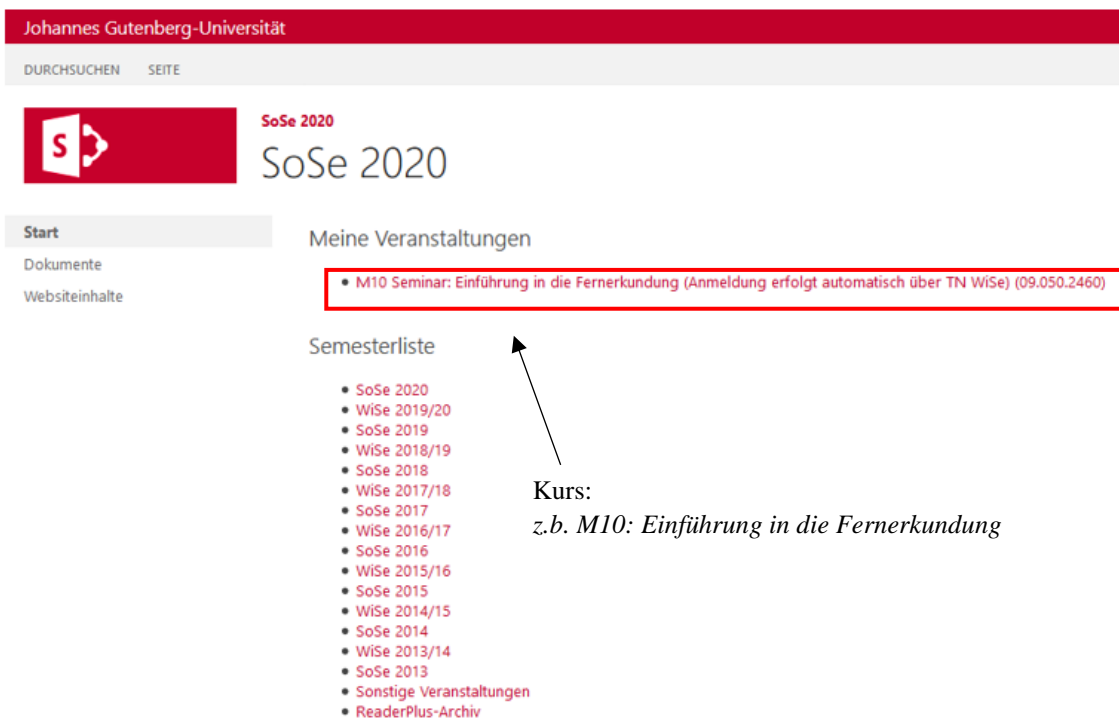 Johannes Gutenberg-Universität
DURCHSUCHEN SEITE
S
SoSe 2020
SoSe 2020
Start
Dokumente
Websiteinhalte
Meine Veranstaltungen
• M10 Seminar: Einführung in die Fernerkundung (Anmeldung erfolgt automatisch über TN WiSe) (09.050.2460)
Semesterliste
• SoSe 2020
• WiSe 2019/20
• SoSe 2019
• WiSe 2018/19
• SoSe 2018
• WiSe 2017/18
• SoSe 2017
• WiSe 2016/17
• SoSe 2016
• WiSe 2015/16
• SoSe 2015
• WiSe 2014/15
• SoSe 2014
• WiSe 2013/14
• SoSe 2013
• Sonstige Veranstaltungen
• ReaderPlus-Archiv
Kurs:
z.b. M10: Einführung in die Fernerkundung